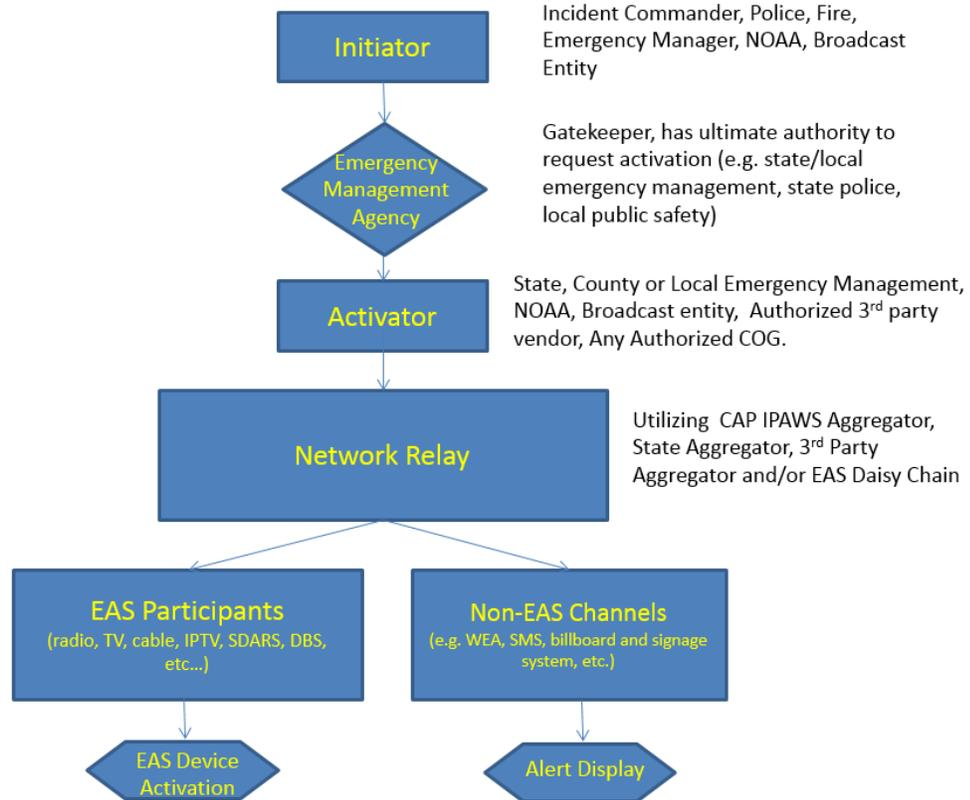 Initiator
Incident Commander, Police, Fire,
Emergency Manager, NOAA, Broadcast
Entity
Emergency
Management
Agency
Gatekeeper, has ultimate authority to
request activation (e.g. state/local
emergency management, state police,
local public safety)
Activator
State, County or Local Emergency Management,
NOAA, Broadcast entity,  Authorized 3rd party
vendor, Any Authorized COG.
Network Relay
Utilizing  CAP IPAWS Aggregator,
State Aggregator, 3rd Party
Aggregator and/or EAS Daisy Chain
EAS Participants
(radio, TV, cable, IPTV, SDARS, DBS,
etc...)
Non-EAS Channels
(e.g. WEA, SMS, billboard and signage
system, etc.)
EAS Device
Activation
Alert Display